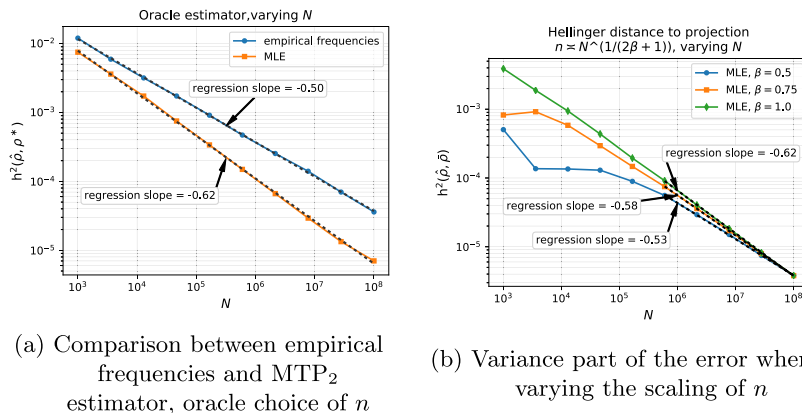 Oracle estimator,varying N
10⁻²
10⁻³
10⁻⁴
10⁻⁵
h²(ρ̂, ρ*)
empirical frequencies
MLE
regression slope = -0.50
regression slope = -0.62
10³ 10⁴ 10⁵ 10⁶ 10⁷ 10⁸
N
(a) Comparison between empirical
frequencies and MTP₂
estimator, oracle choice of n
Hellinger distance to projection
n ≍ N^(1/(2β + 1)), varying N
10⁻³
10⁻⁴
10⁻⁵
h²(ρ̂, ρ̄)
MLE, β = 0.5
MLE, β = 0.75
MLE, β = 1.0
regression slope = -0.62
regression slope = -0.58
regression slope = -0.53
10³ 10⁴ 10⁵ 10⁶ 10⁷ 10⁸
N
(b) Variance part of the error when
varying the scaling of n